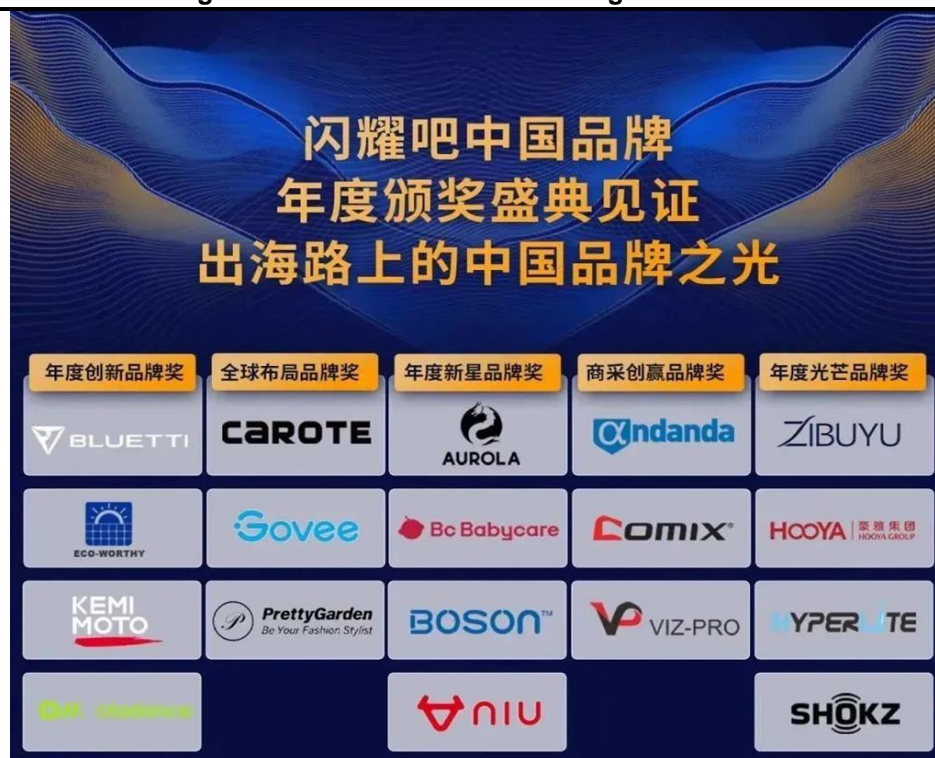 闪耀吧中国品牌
年度颁奖盛典见证
出海路上的中国品牌之光
年度创新品牌奖
全球布局品牌奖
年度新星品牌奖
商采创赢品牌奖
年度光芒品牌奖
BLUETTI
CAROTE
AUROLA
andanda
ZIBUYU
ECO-WORTHY
Govee
Bc Babycare
COMIX
HOOYA 豪雅集团
HOOYA GROUP
KEMI
MOTO
PrettyGarden
Be Your Fashion Stylist
BOSON™
VIZ-PRO
HYPERLITE
NIU
SHOKZ